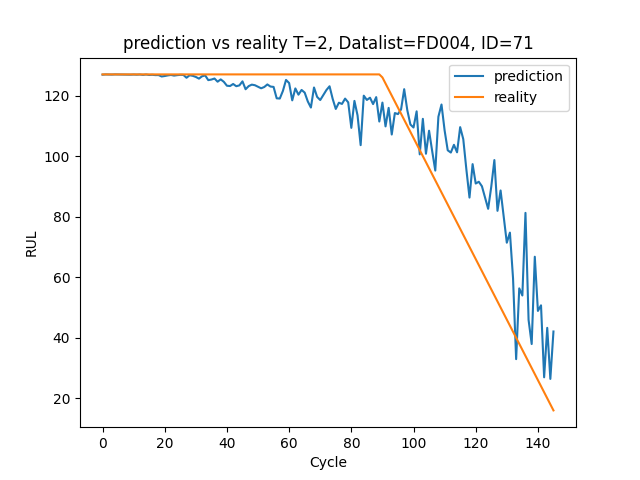 prediction vs reality T=2, Datalist=FD004, ID=71
prediction
reality
RUL
120
100
80
60
40
20
0 20 40 60 80 100 120 140
Cycle